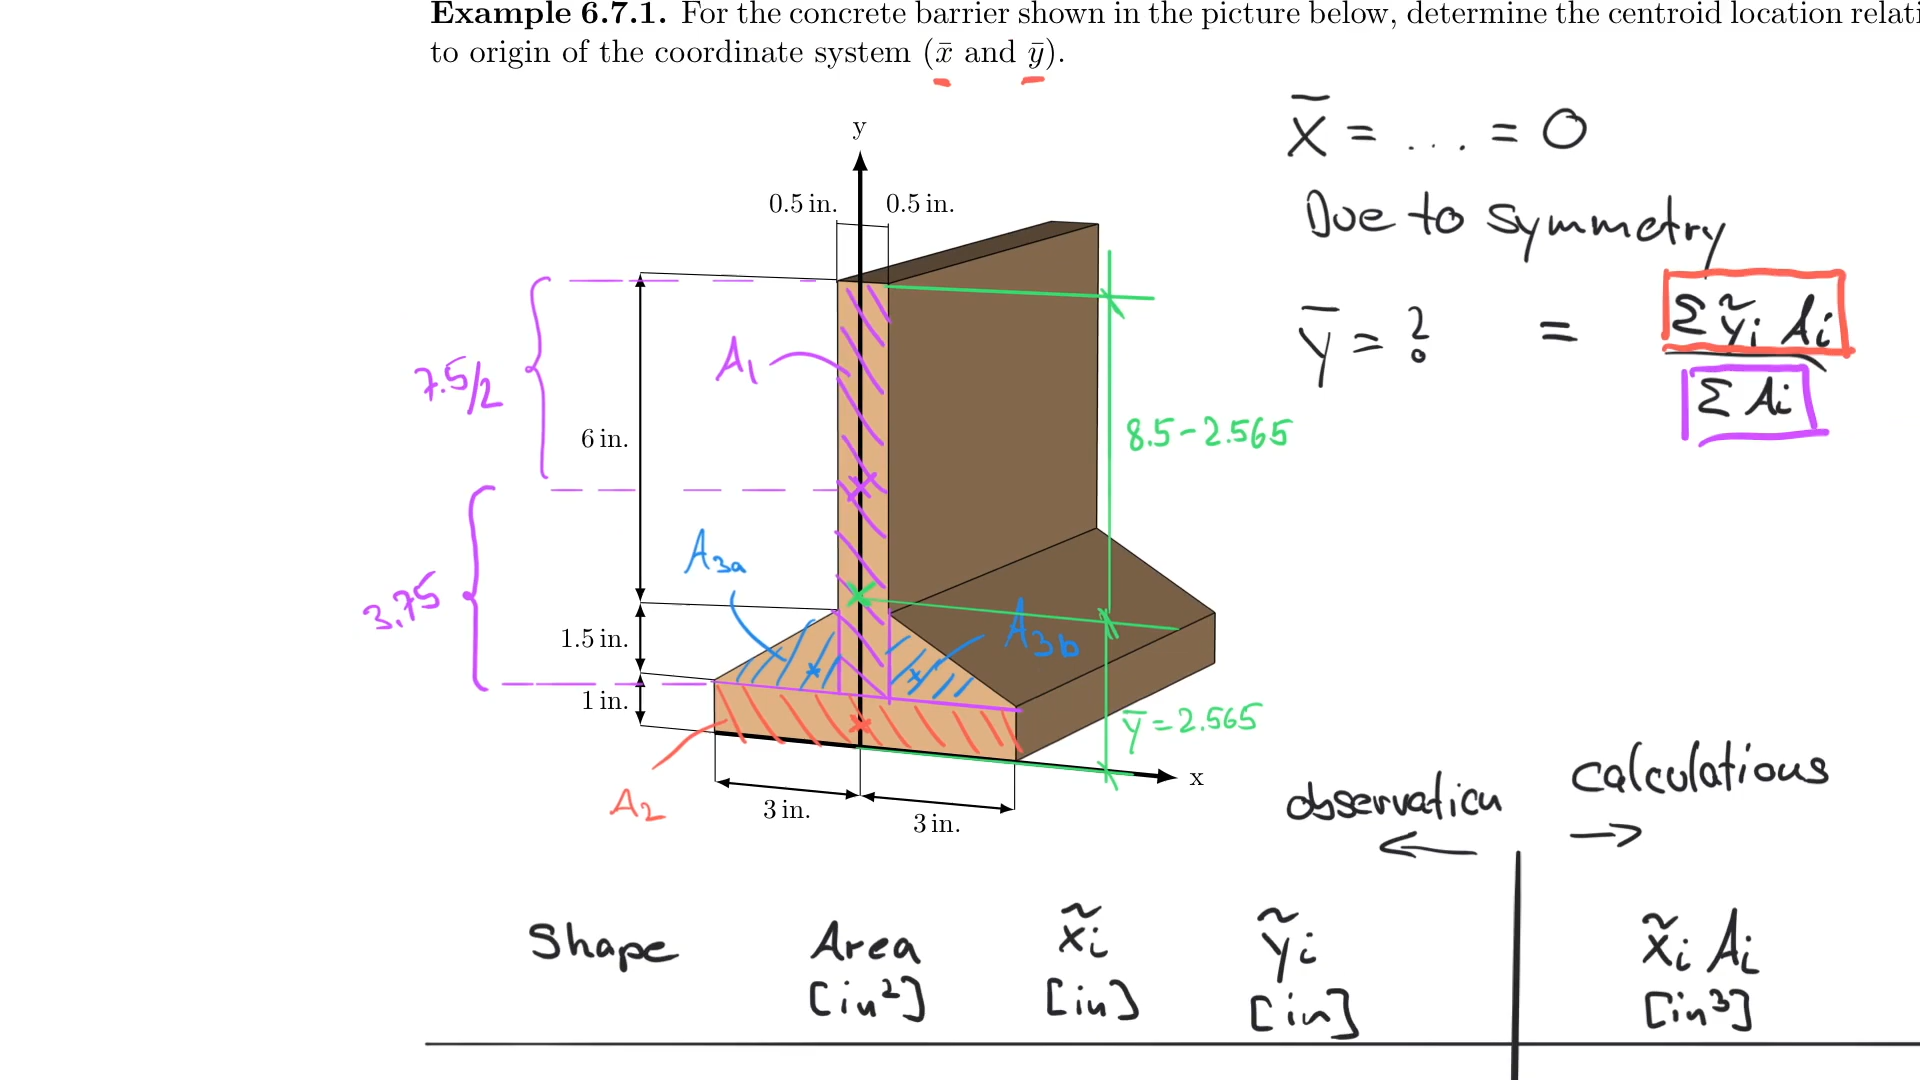 Example 6.7.1. For the concrete barrier shown in the picture below, determine the centroid location relati
to origin of the coordinate system (x̄ and ȳ).
y
0.5 in. 0.5 in.
X̄ = ... = 0
Due to symmetry
ȳ = ? = Σ ỹi Ai / Σ Ai
7.5/2
A1
6 in.
8.5-2.565
3.75
A3a
A3b
1.5 in.
1 in.
ȳ=2.565
x
A2
3 in.
3 in.
observation
←
calculations
→
Shape Area x̃i ỹi x̃i Ai
[in²] [in] [in] [in³]